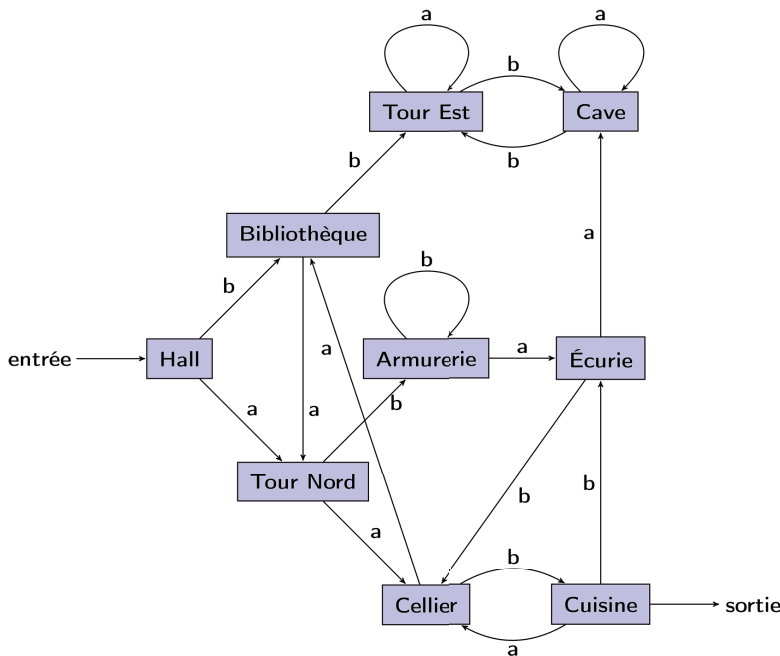 a a
b
Tour Est Cave
b
b
Bibliothèque
a
b b
a
entrée Hall Armurerie a Écurie
a a b
Tour Nord
b b
a
b
Cellier Cuisine sortie
a